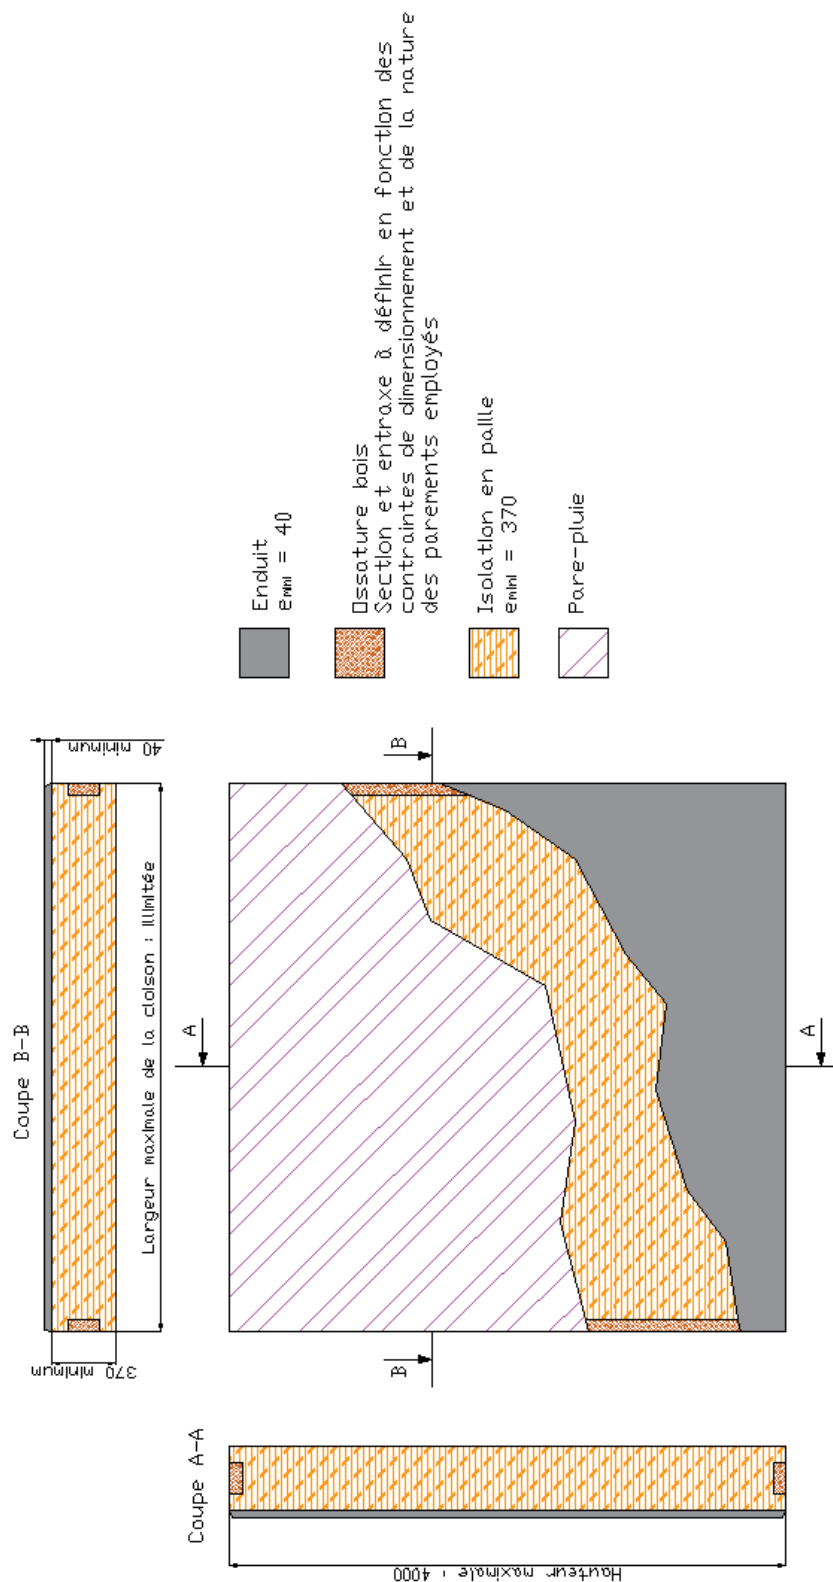 Coupe B-B
40 minimum
370 minimum
Largeur maximale de la cloison : illimitée
Coupe A-A
Hauteur maximale : 4000
A
A
B
B
Enduit
emini = 40
Ossature bois
Section et entraxe à définir en fonction des
contraintes de dimensionnement et de la nature
des parements employés
Isolation en paille
emini = 370
Pare-pluie